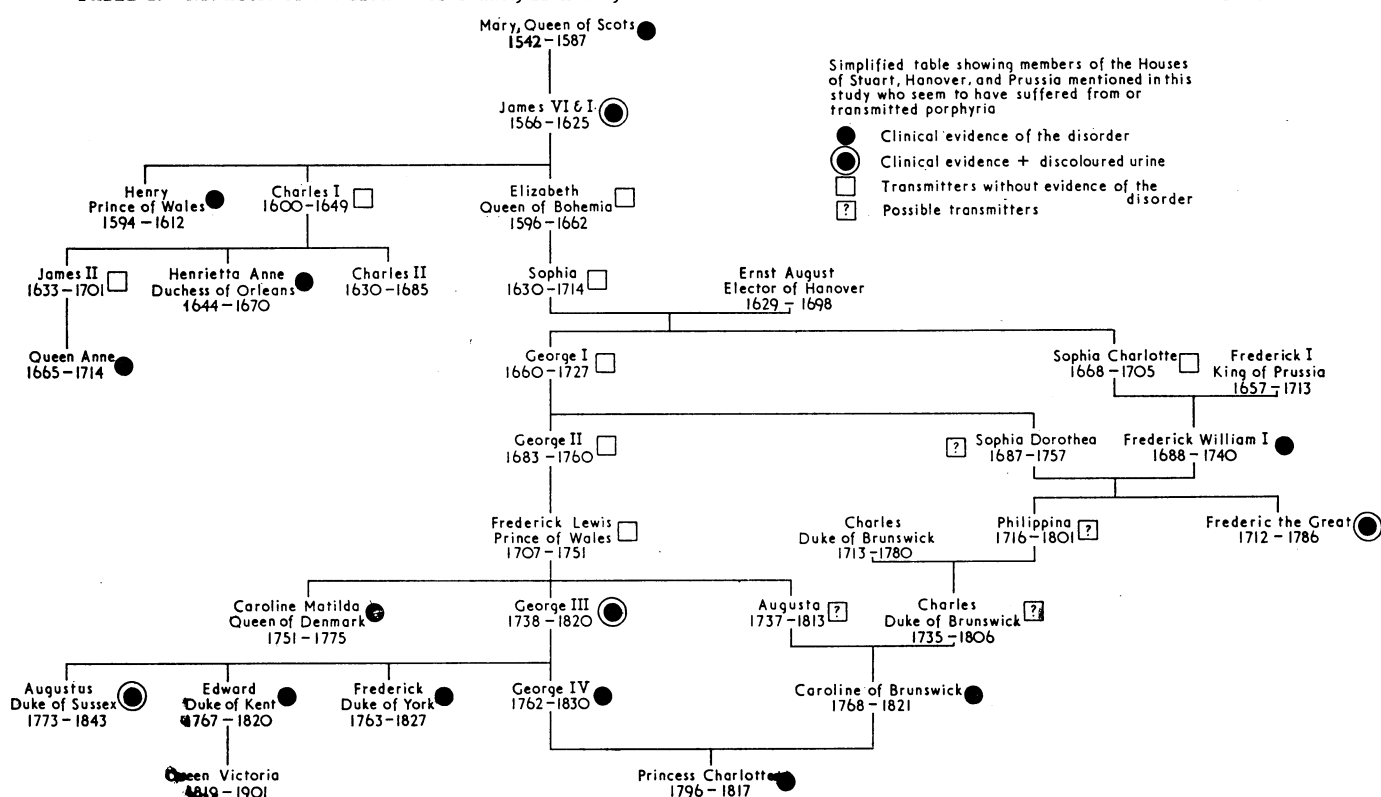 Mary, Queen of Scots
1542 – 1587
Simplified table showing members of the Houses
of Stuart, Hanover, and Prussia mentioned in this
study who seem to have suffered from or
transmitted porphyria
Clinical evidence of the disorder
Clinical evidence + discoloured urine
Transmitters without evidence of the
disorder
? Possible transmitters
James VI & I
1566 – 1625
Henry
Prince of Wales
1594 – 1612
Charles I
1600 – 1649
Elizabeth
Queen of Bohemia
1596 – 1662
James II
1633 – 1701
Henrietta Anne
Duchess of Orleans
1644 – 1670
Charles II
1630 – 1685
Sophia
1630 – 1714
Ernst August
Elector of Hanover
1629 – 1698
Queen Anne
1665 – 1714
George I
1660 – 1727
Sophia Charlotte
1668 – 1705
Frederick I
King of Prussia
1657 – 1713
George II
1683 – 1760
? Sophia Dorothea
1687 – 1757
Frederick William I
1688 – 1740
Frederick Lewis
Prince of Wales
1707 – 1751
Charles
Duke of Brunswick
1713 – 1780
Philippina ?
1716 – 1801
Frederic the Great
1712 – 1786
Caroline Matilda
Queen of Denmark
1751 – 1775
George III
1738 – 1820
Augusta ?
1737 – 1813
Charles ?
Duke of Brunswick
1735 – 1806
Augustus
Duke of Sussex
1773 – 1843
Edward
Duke of Kent
1767 – 1820
Frederick
Duke of York
1763 – 1827
George IV
1762 – 1830
Caroline of Brunswick
1768 – 1821
Queen Victoria
1819 – 1901
Princess Charlotte
1796 – 1817